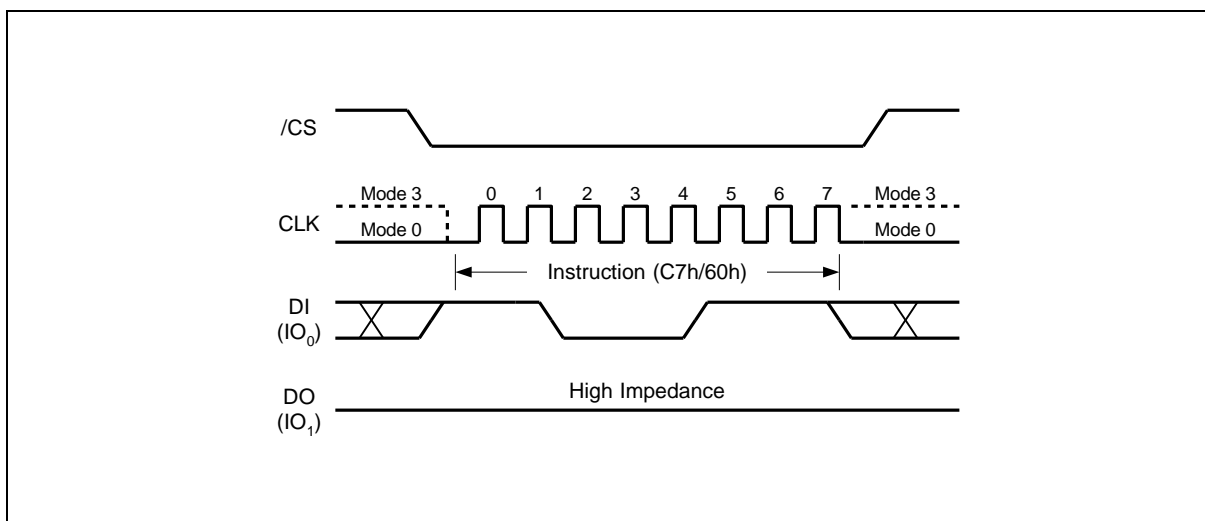 /CS
Mode 3 0 1 2 3 4 5 6 7 Mode 3
CLK
Mode 0 Mode 0
Instruction (C7h/60h)
DI
(IO0)
High Impedance
DO
(IO1)